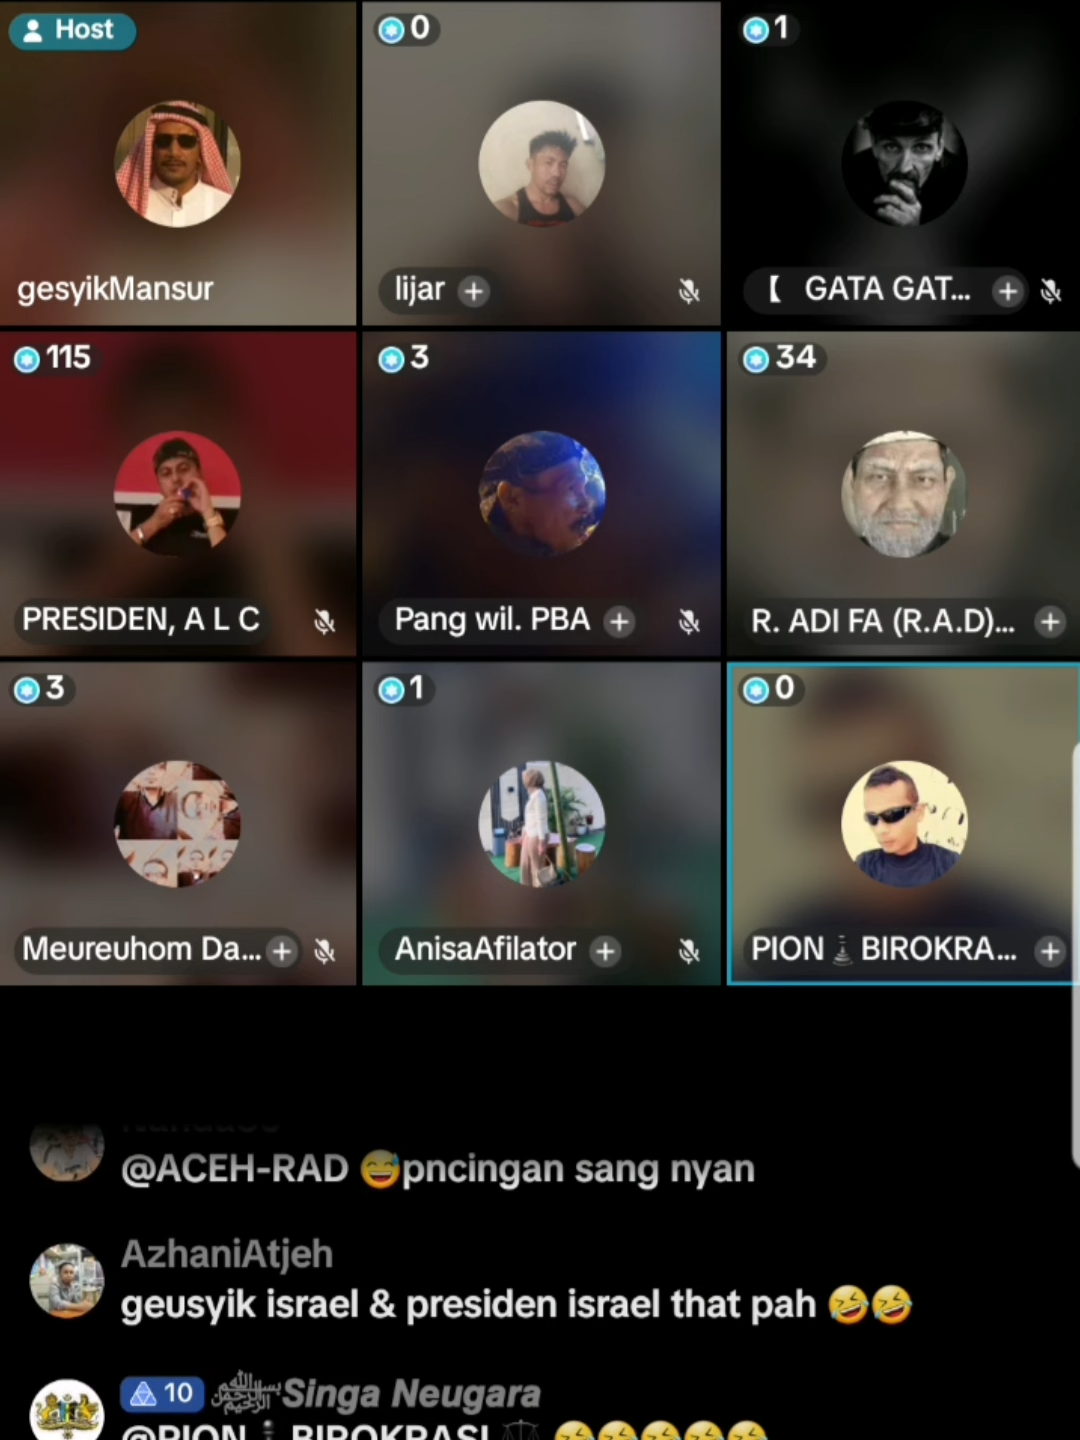 Host
0
1
gesyikMansur
lijar
【 GATA GAT...
115
3
34
PRESIDEN, A L C
Pang wil. PBA
R. ADI FA (R.A.D)...
3
1
0
Meureuhom Da...
AnisaAfilator
PION BIROKRA...
@ACEH-RAD 😅pncingan sang nyan
AzhaniAtjeh
geusyik israel & presiden israel that pah 🤣🤣
10 ﷽Singa Neugara
@PION BIROKRASI ⚖ 🤣🤣🤣🤣🤣